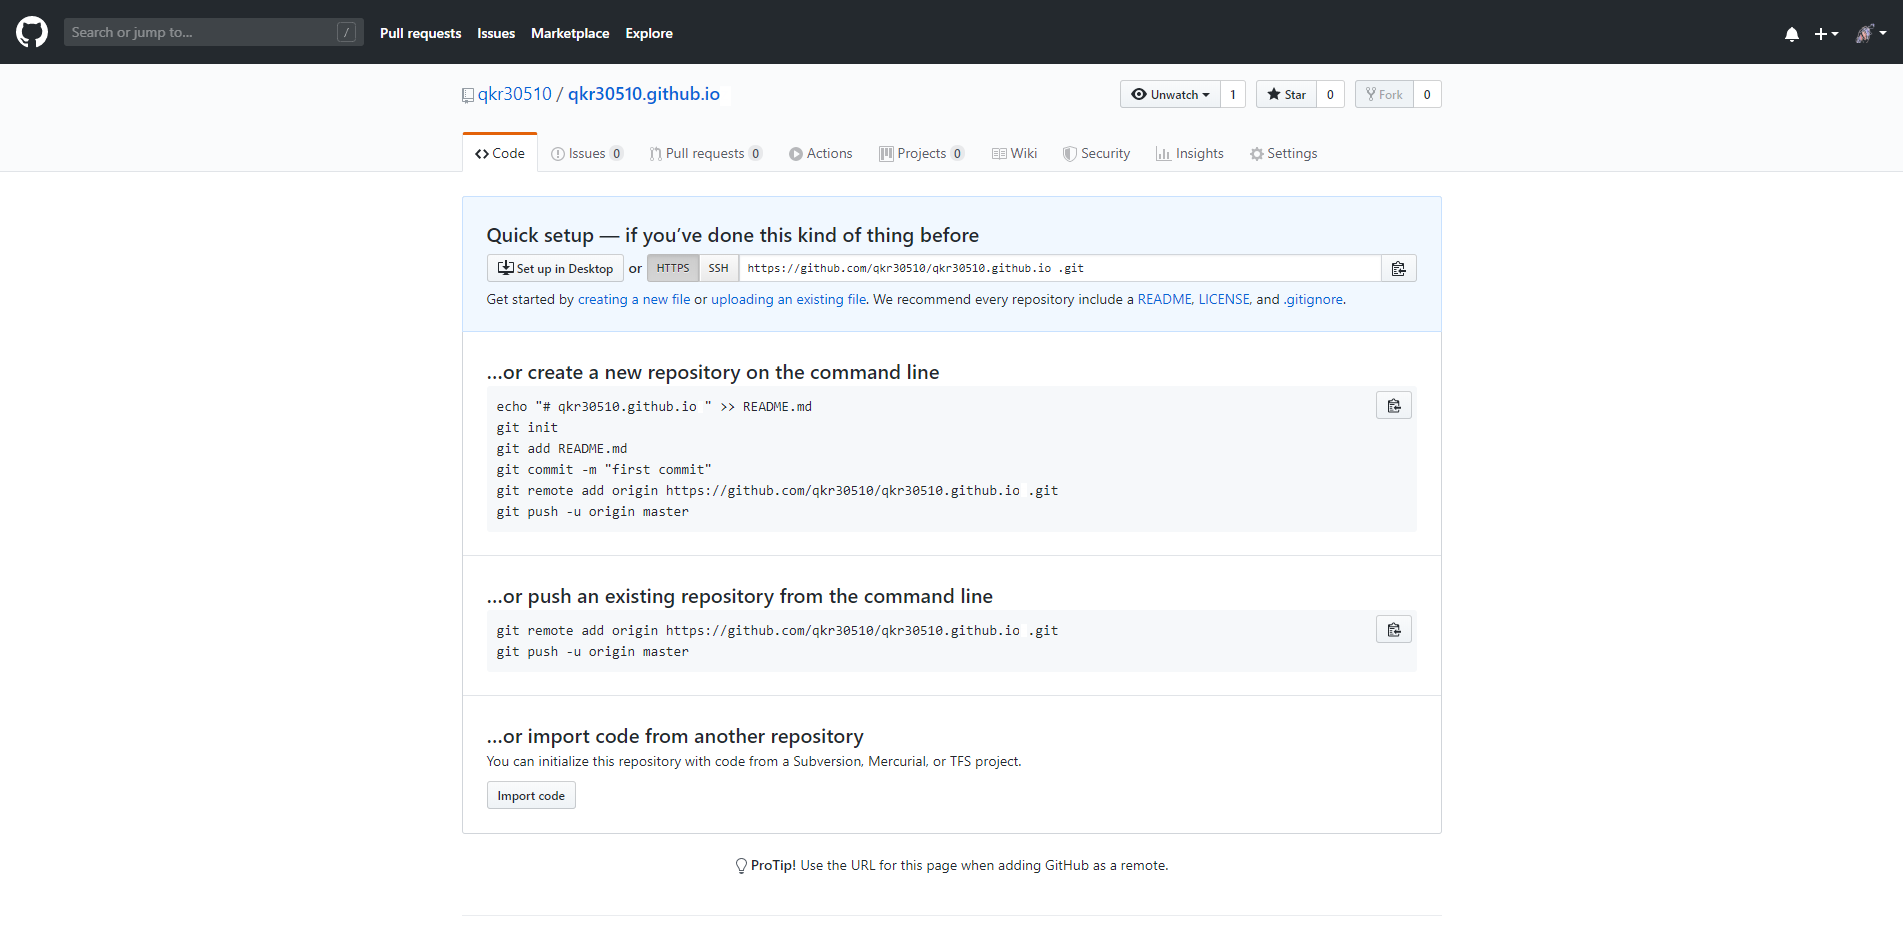 Search or jump to... /
Pull requests Issues Marketplace Explore
qkr30510 / qkr30510.github.io
Unwatch 1 Star 0 Fork 0
Code Issues 0 Pull requests 0 Actions Projects 0 Wiki Security Insights Settings
Quick setup — if you’ve done this kind of thing before
Set up in Desktop or HTTPS SSH https://github.com/qkr30510/qkr30510.github.io .git
Get started by creating a new file or uploading an existing file. We recommend every repository include a README, LICENSE, and .gitignore.
…or create a new repository on the command line
echo "# qkr30510.github.io " >> README.md
git init
git add README.md
git commit -m "first commit"
git remote add origin https://github.com/qkr30510/qkr30510.github.io .git
git push -u origin master
…or push an existing repository from the command line
git remote add origin https://github.com/qkr30510/qkr30510.github.io .git
git push -u origin master
…or import code from another repository
You can initialize this repository with code from a Subversion, Mercurial, or TFS project.
Import code
ProTip! Use the URL for this page when adding GitHub as a remote.